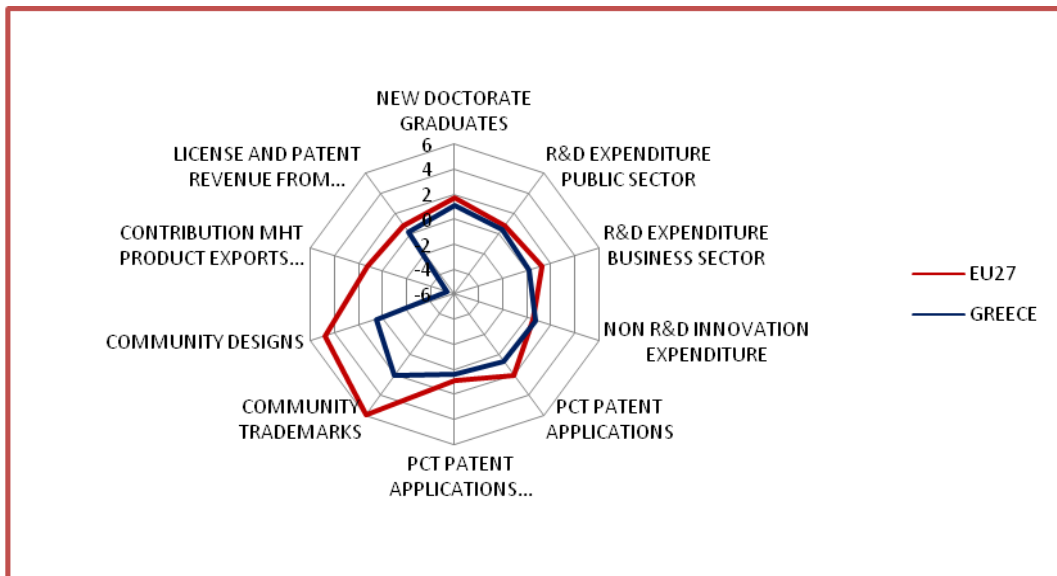 NEW DOCTORATE
GRADUATES
R&D EXPENDITURE
PUBLIC SECTOR
R&D EXPENDITURE
BUSINESS SECTOR
NON R&D INNOVATION
EXPENDITURE
PCT PATENT
APPLICATIONS
PCT PATENT
APPLICATIONS...
COMMUNITY
TRADEMARKS
COMMUNITY DESIGNS
CONTRIBUTION MHT
PRODUCT EXPORTS...
LICENSE AND PATENT
REVENUE FROM...
6
4
2
0
-2
-4
-6
EU27
GREECE